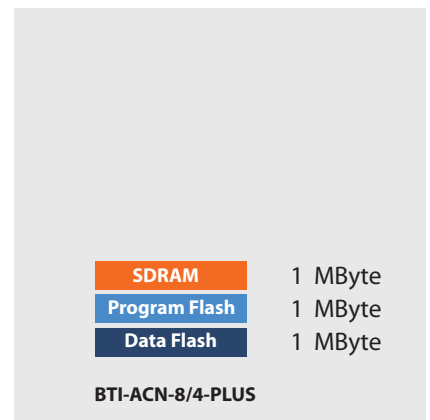 SDRAM 1 MByte
Program Flash 1 MByte
Data Flash 1 MByte
BTI-ACN-8/4-PLUS